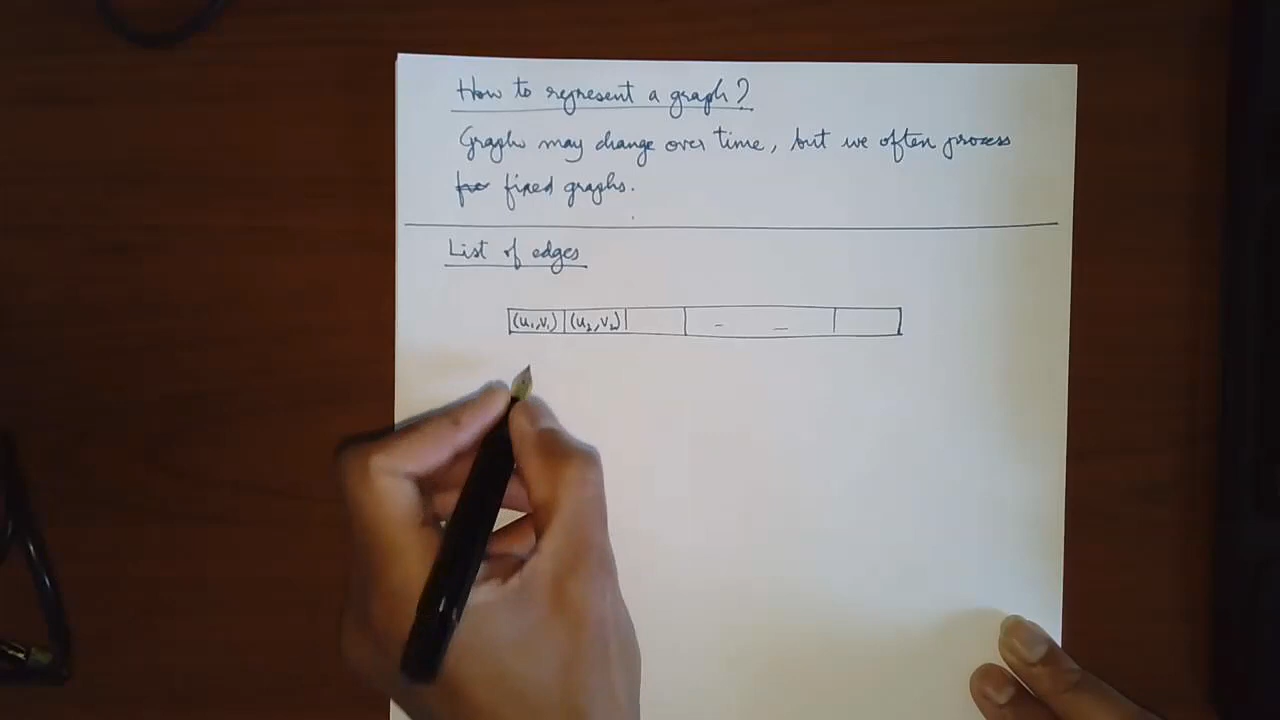 How to represent a graph?
Graphs may change over time, but we often process
fixed graphs.
List of edges
(u₁,v₁) (u₂,v₂) _ _